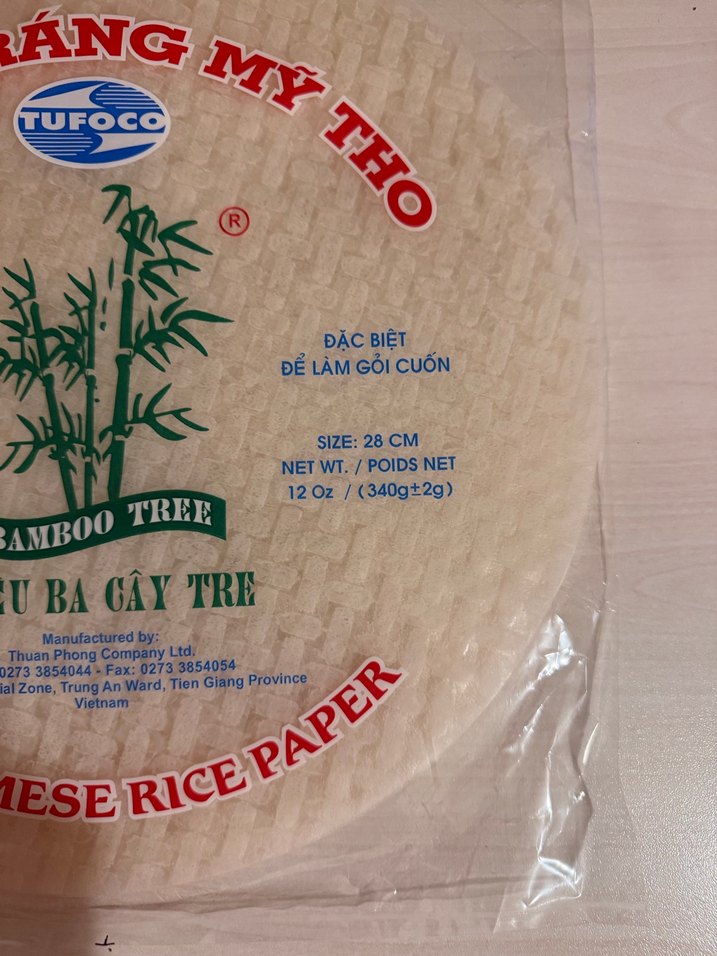 RÁNG MỸ THO
TUFOCO
®
ĐẶC BIỆT
ĐỂ LÀM GỎI CUỐN
SIZE: 28 CM
NET WT. / POIDS NET
12 Oz / (340g±2g)
BAMBOO TREE
ỆU BA CÂY TRE
Manufactured by:
Thuan Phong Company Ltd.
0273 3854044 - Fax: 0273 3854054
ial Zone, Trung An Ward, Tien Giang Province
Vietnam
MESE RICE PAPER